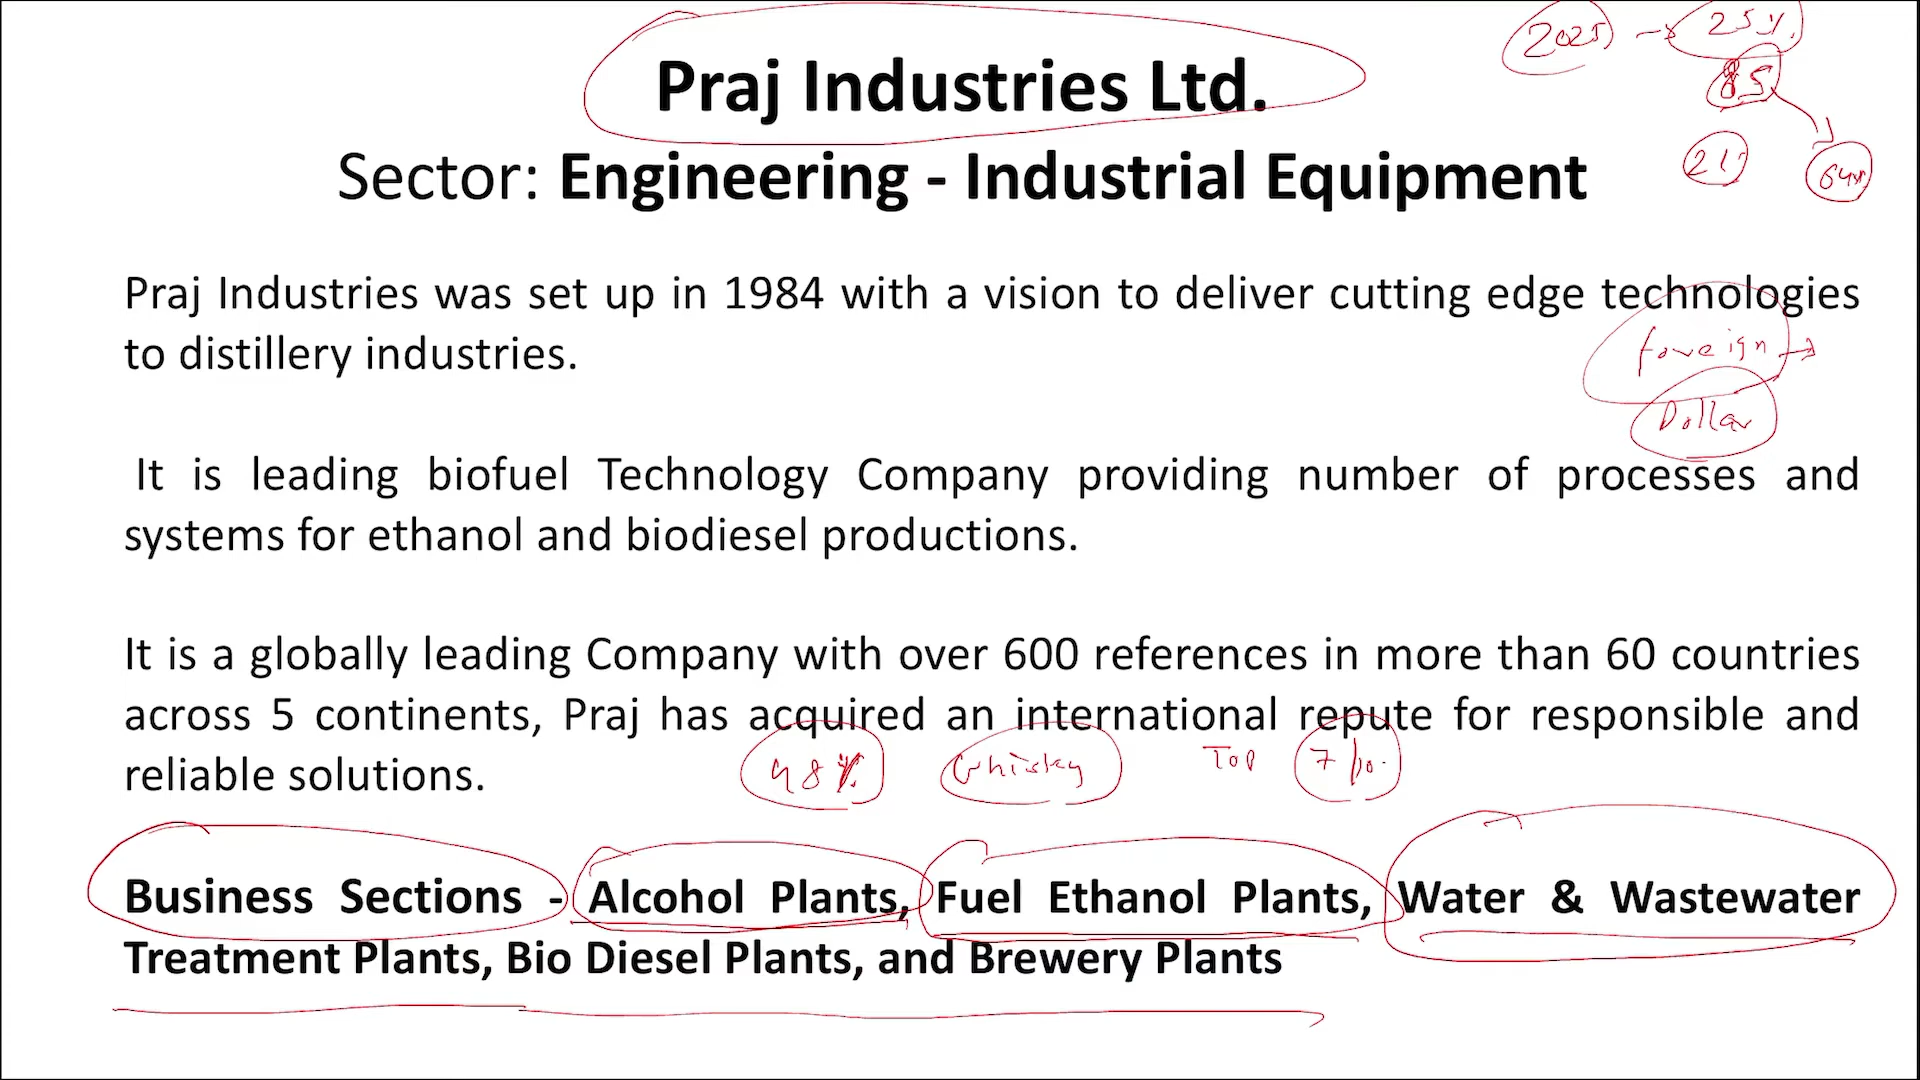 2025 → 25%
Praj Industries Ltd.
85
21
Sector: Engineering - Industrial Equipment
Praj Industries was set up in 1984 with a vision to deliver cutting edge technologies
to distillery industries.
foreign →
Dollar
It is leading biofuel Technology Company providing number of processes and
systems for ethanol and biodiesel productions.
It is a globally leading Company with over 600 references in more than 60 countries
across 5 continents, Praj has acquired an international repute for responsible and
reliable solutions.
48% Whisky Top 7/10.
Business Sections - Alcohol Plants, Fuel Ethanol Plants, Water & Wastewater
Treatment Plants, Bio Diesel Plants, and Brewery Plants